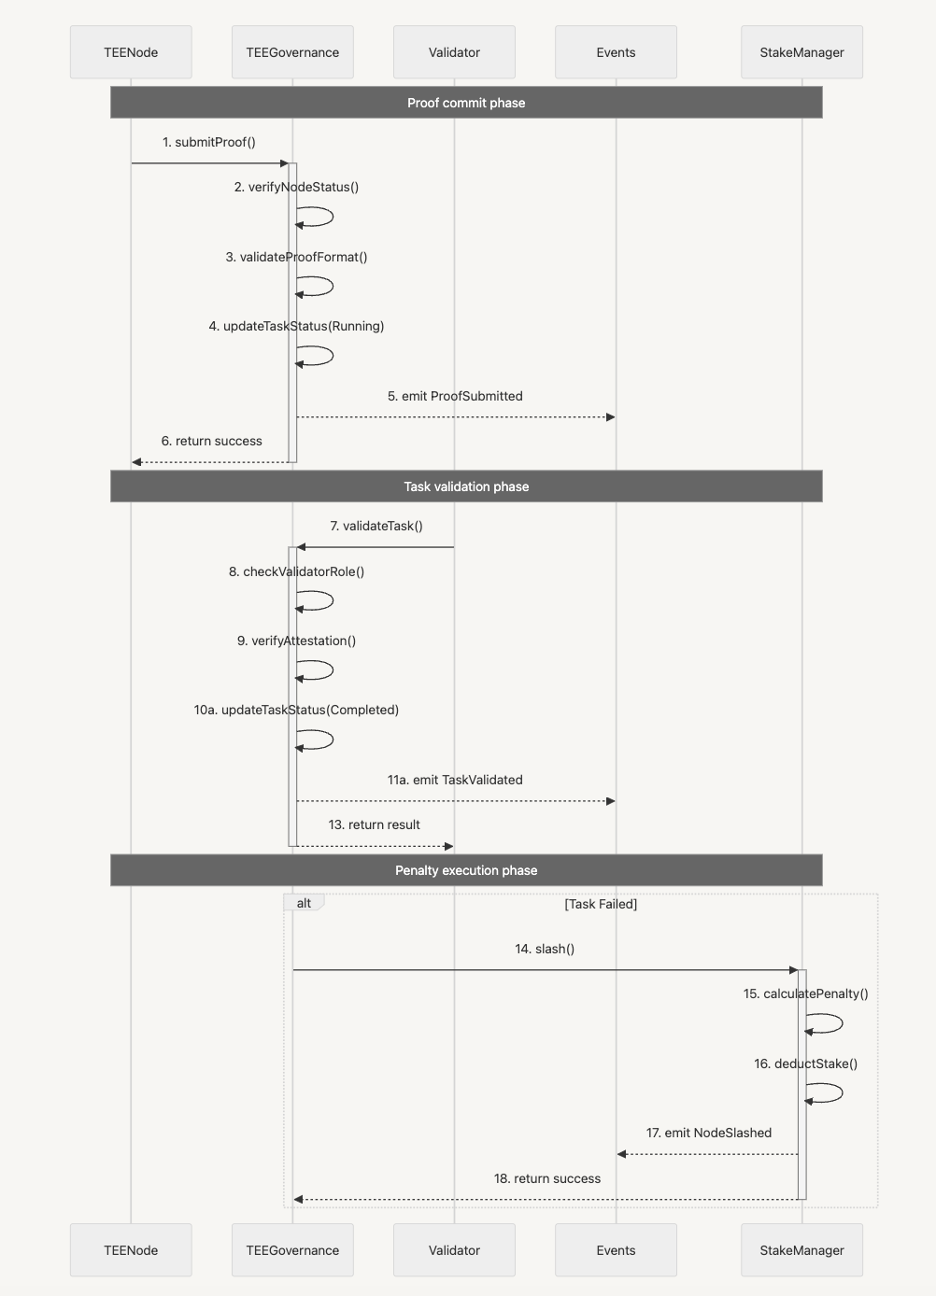 TEENode
TEEGovernance
Validator
Events
StakeManager
Proof commit phase
1. submitProof()
2. verifyNodeStatus()
3. validateProofFormat()
4. updateTaskStatus(Running)
5. emit ProofSubmitted
6. return success
Task validation phase
7. validateTask()
8. checkValidatorRole()
9. verifyAttestation()
10a. updateTaskStatus(Completed)
11a. emit TaskValidated
13. return result
Penalty execution phase
alt
[Task Failed]
14. slash()
15. calculatePenalty()
16. deductStake()
17. emit NodeSlashed
18. return success
TEENode
TEEGovernance
Validator
Events
StakeManager